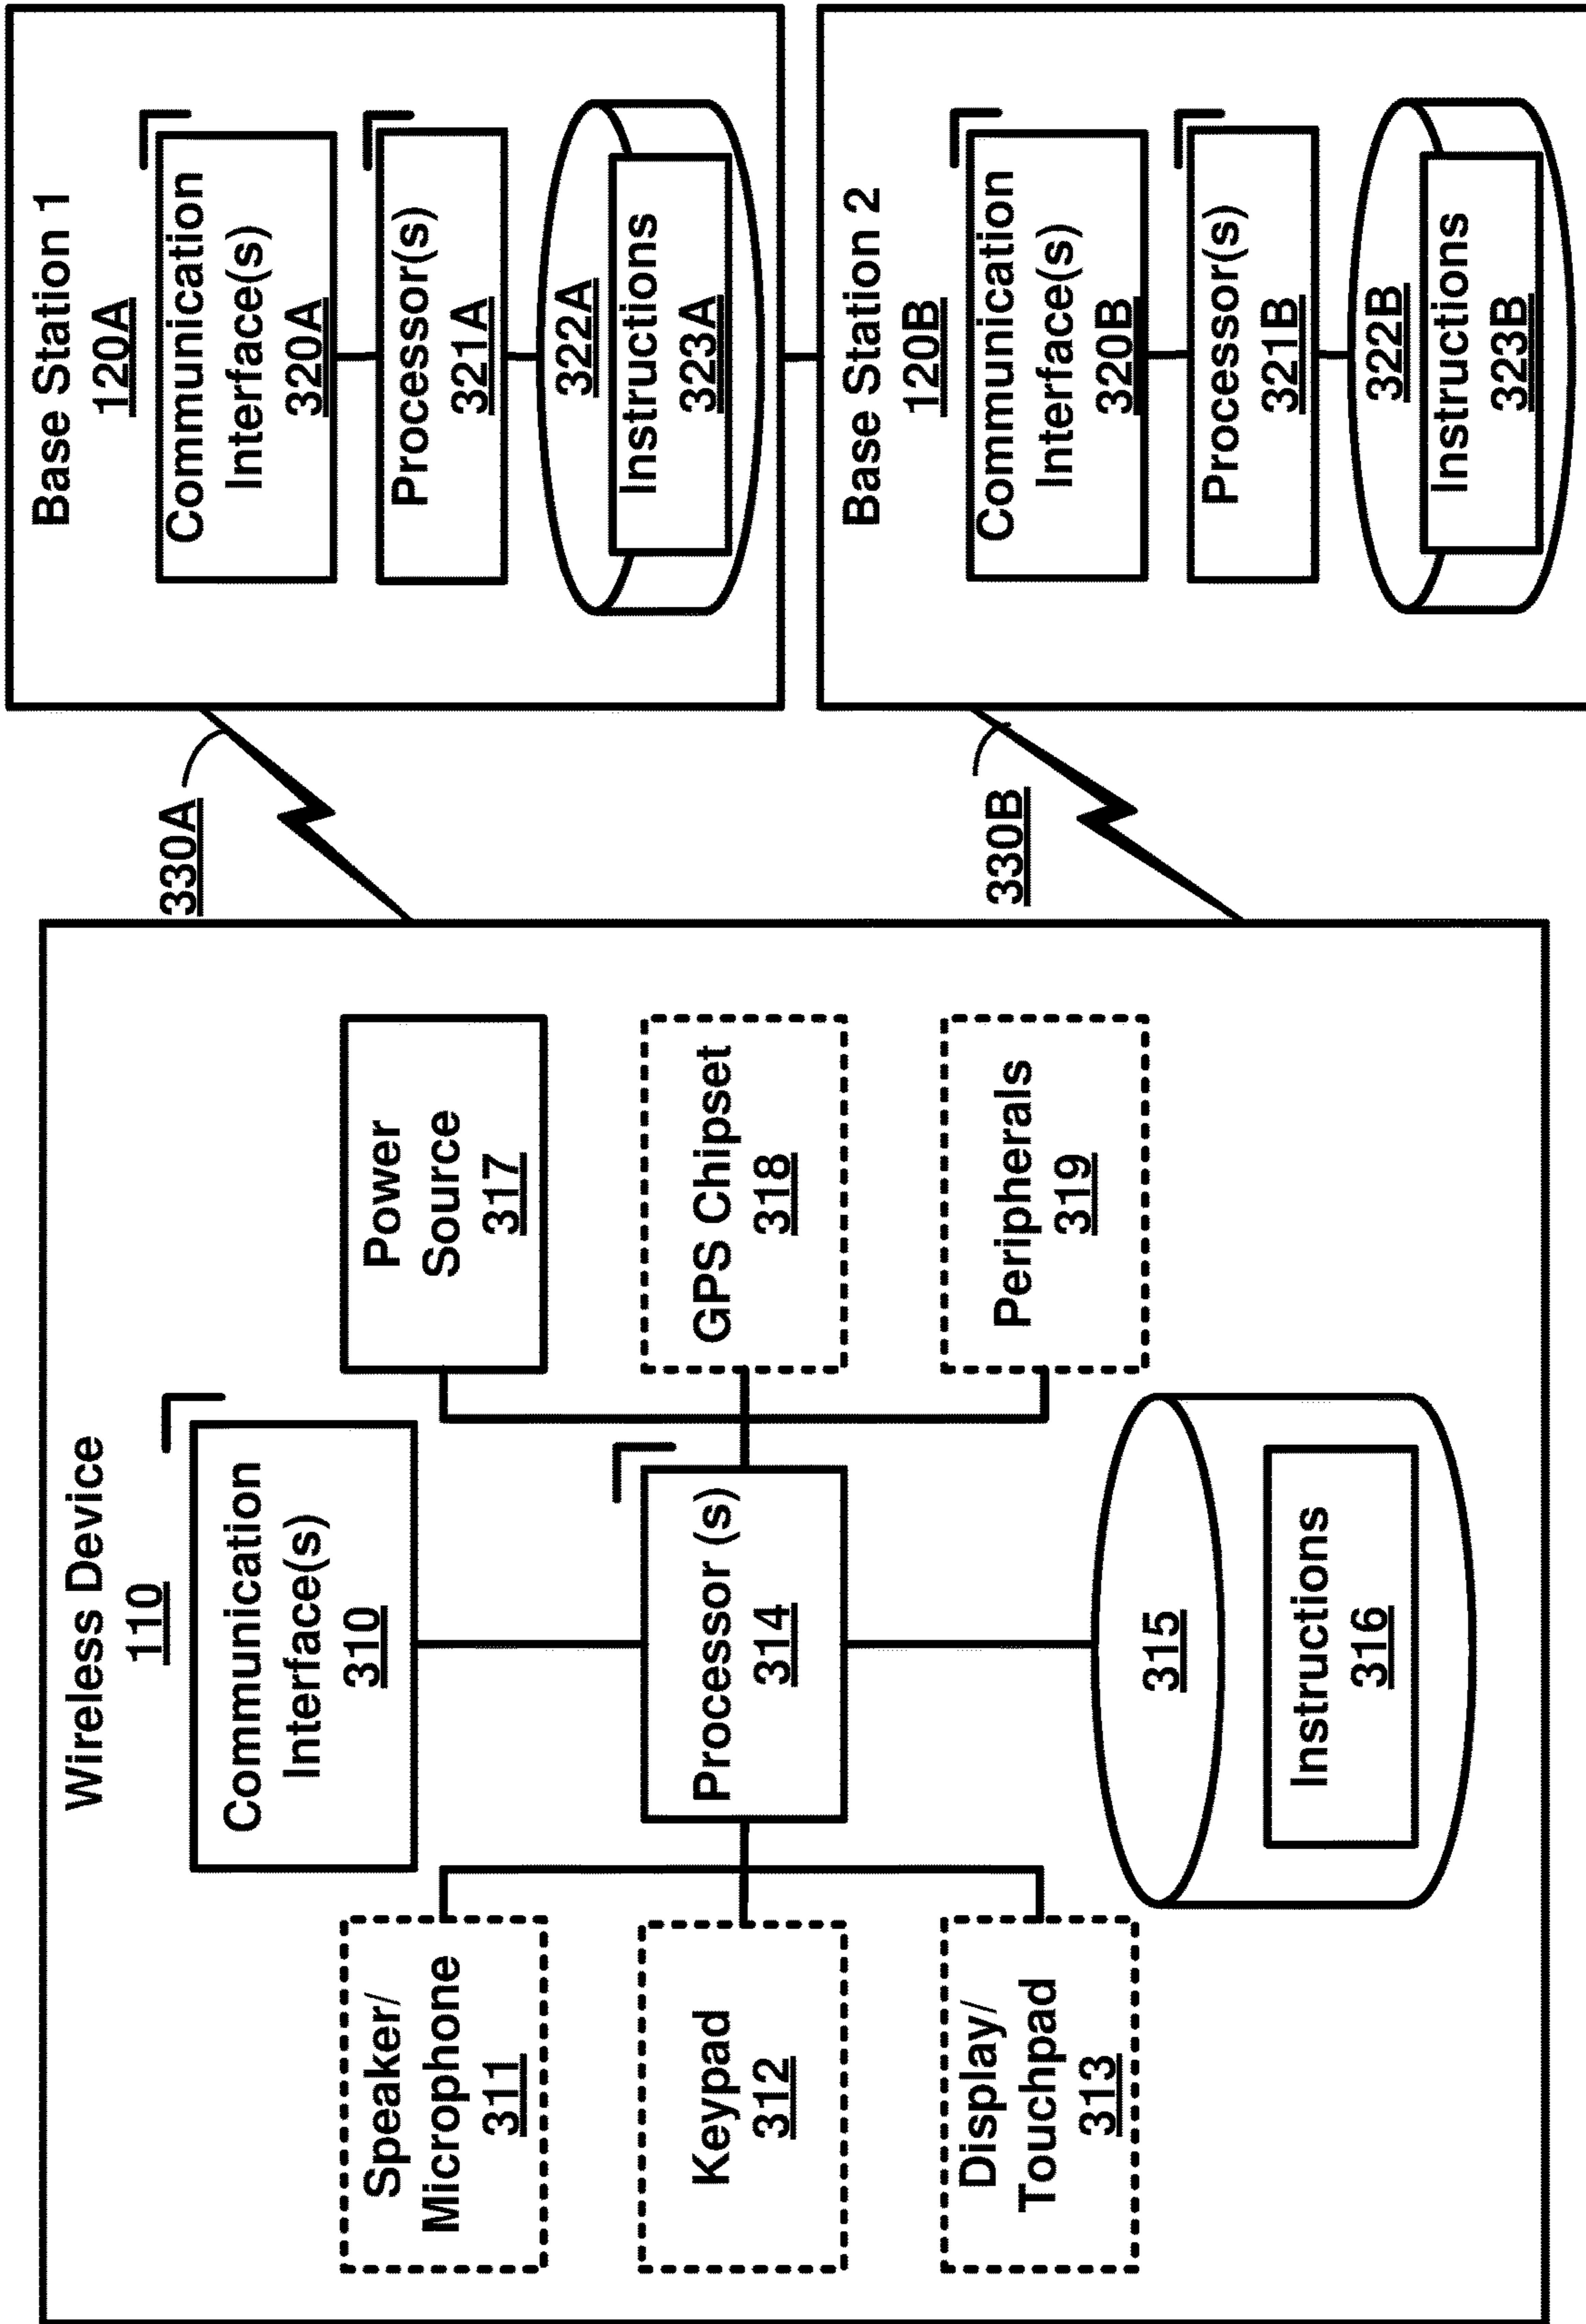 Wireless Device
110
Communication
Interface(s)
310
Speaker/
Microphone
311
Power
Source
317
Keypad
312
Processor (s)
314
GPS Chipset
318
Display/
Touchpad
313
Peripherals
319
315
Instructions
316
330A
330B
Base Station 1
120A
Communication
Interface(s)
320A
Processor(s)
321A
322A
Instructions
323A
Base Station 2
120B
Communication
Interface(s)
320B
Processor(s)
321B
322B
Instructions
323B